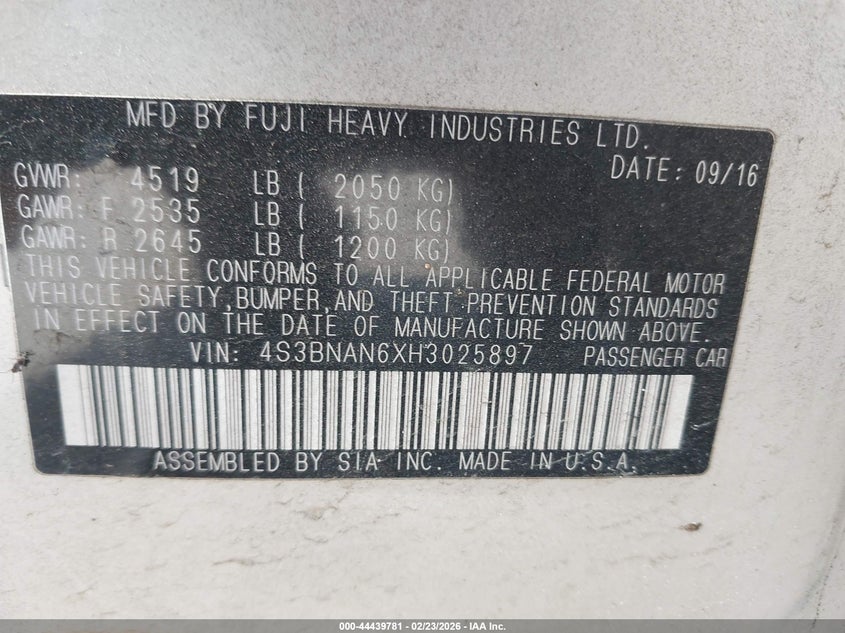 MFD BY FUJI HEAVY INDUSTRIES LTD.
DATE: 09/16
GVWR: 4519 LB ( 2050 KG)
GAWR: F 2535 LB ( 1150 KG)
GAWR: R 2645 LB ( 1200 KG)
THIS VEHICLE CONFORMS TO ALL APPLICABLE FEDERAL MOTOR
VEHICLE SAFETY, BUMPER, AND THEFT PREVENTION STANDARDS
IN EFFECT ON THE DATE OF MANUFACTURE SHOWN ABOVE.
VIN: 4S3BNAN6XH3025897 PASSENGER CAR
ASSEMBLED BY SIA INC. MADE IN U.S.A.
000-44439781 - 02/23/2026 - IAA Inc.